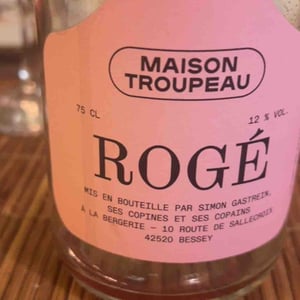 MAISON
TROUPEAU
75 CL
12 % VOL.
ROGÉ
MIS EN BOUTEILLE PAR SIMON GASTREIN,
SES COPINES ET SES COPAINS
À LA BERGERIE – 10 ROUTE DE SALLECROIX
42520 BESSEY